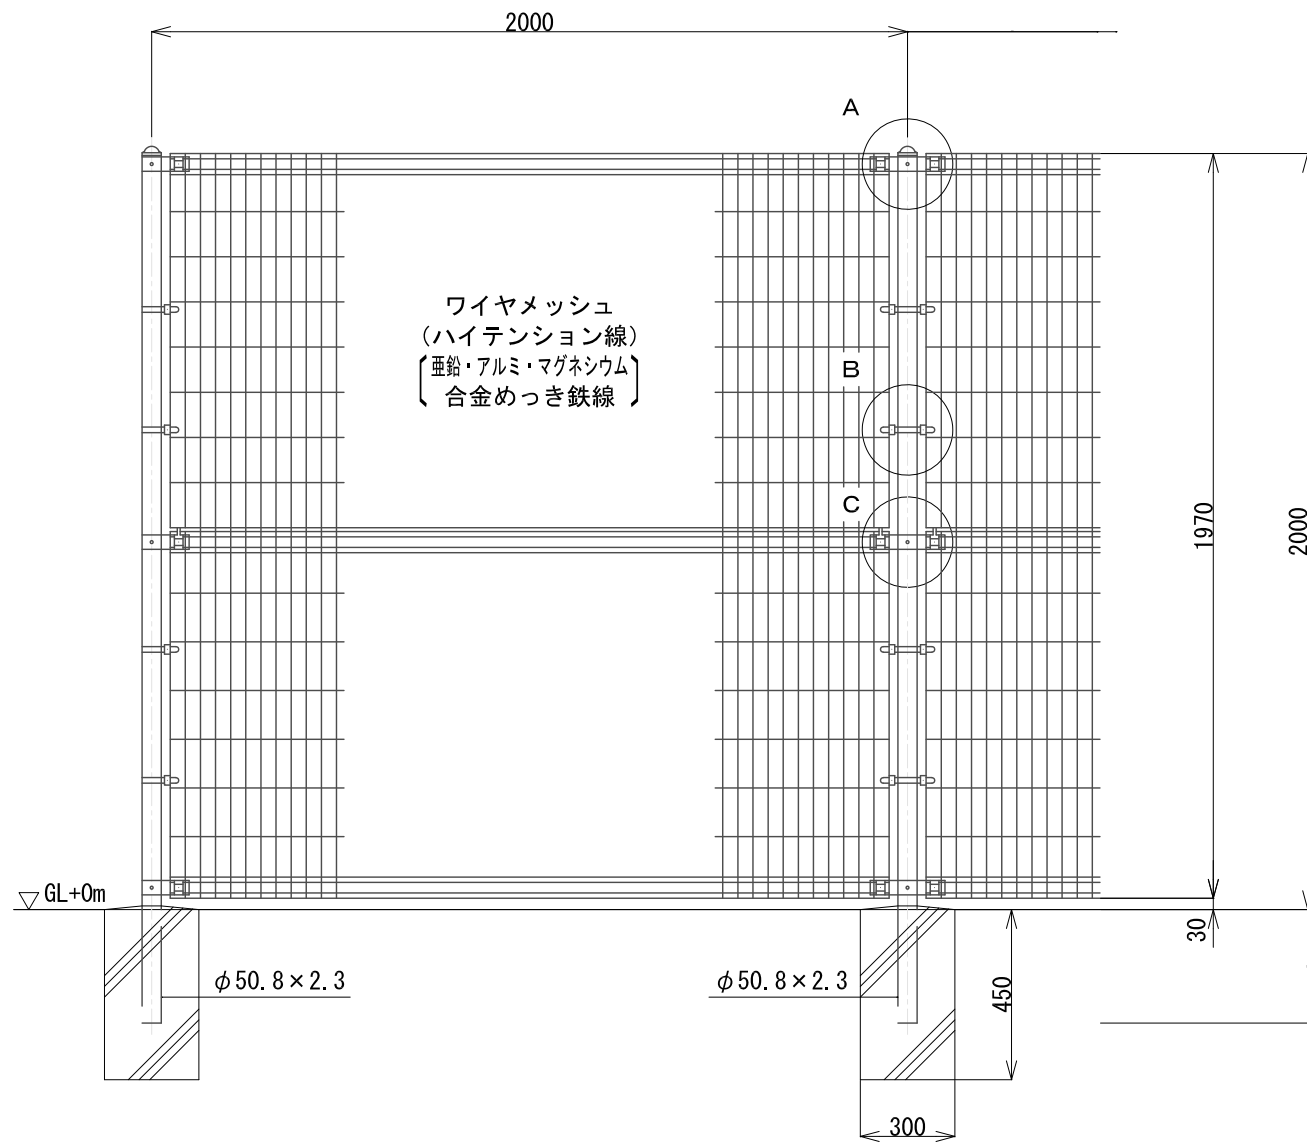 2000
A
ワイヤメッシュ
(ハイテンション線)
亜鉛・アルミ・マグネシウム
合金めっき鉄線
B
C
1970
2000
GL+0m
30
φ50.8×2.3
φ50.8×2.3
450
300